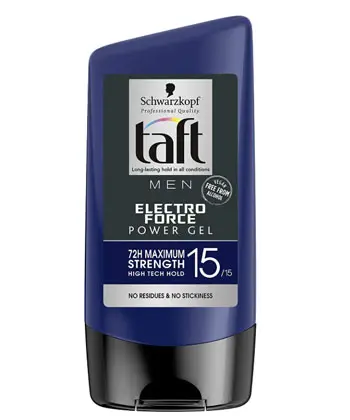 Schwarzkopf
Professional Quality
taft
Long-lasting hold in all conditions
MEN
VEGAN
FREE FROM
ALCOHOL
ELECTRO
FORCE
POWER GEL
72H MAXIMUM
STRENGTH
HIGH TECH HOLD
15/15
NO RESIDUES & NO STICKINESS